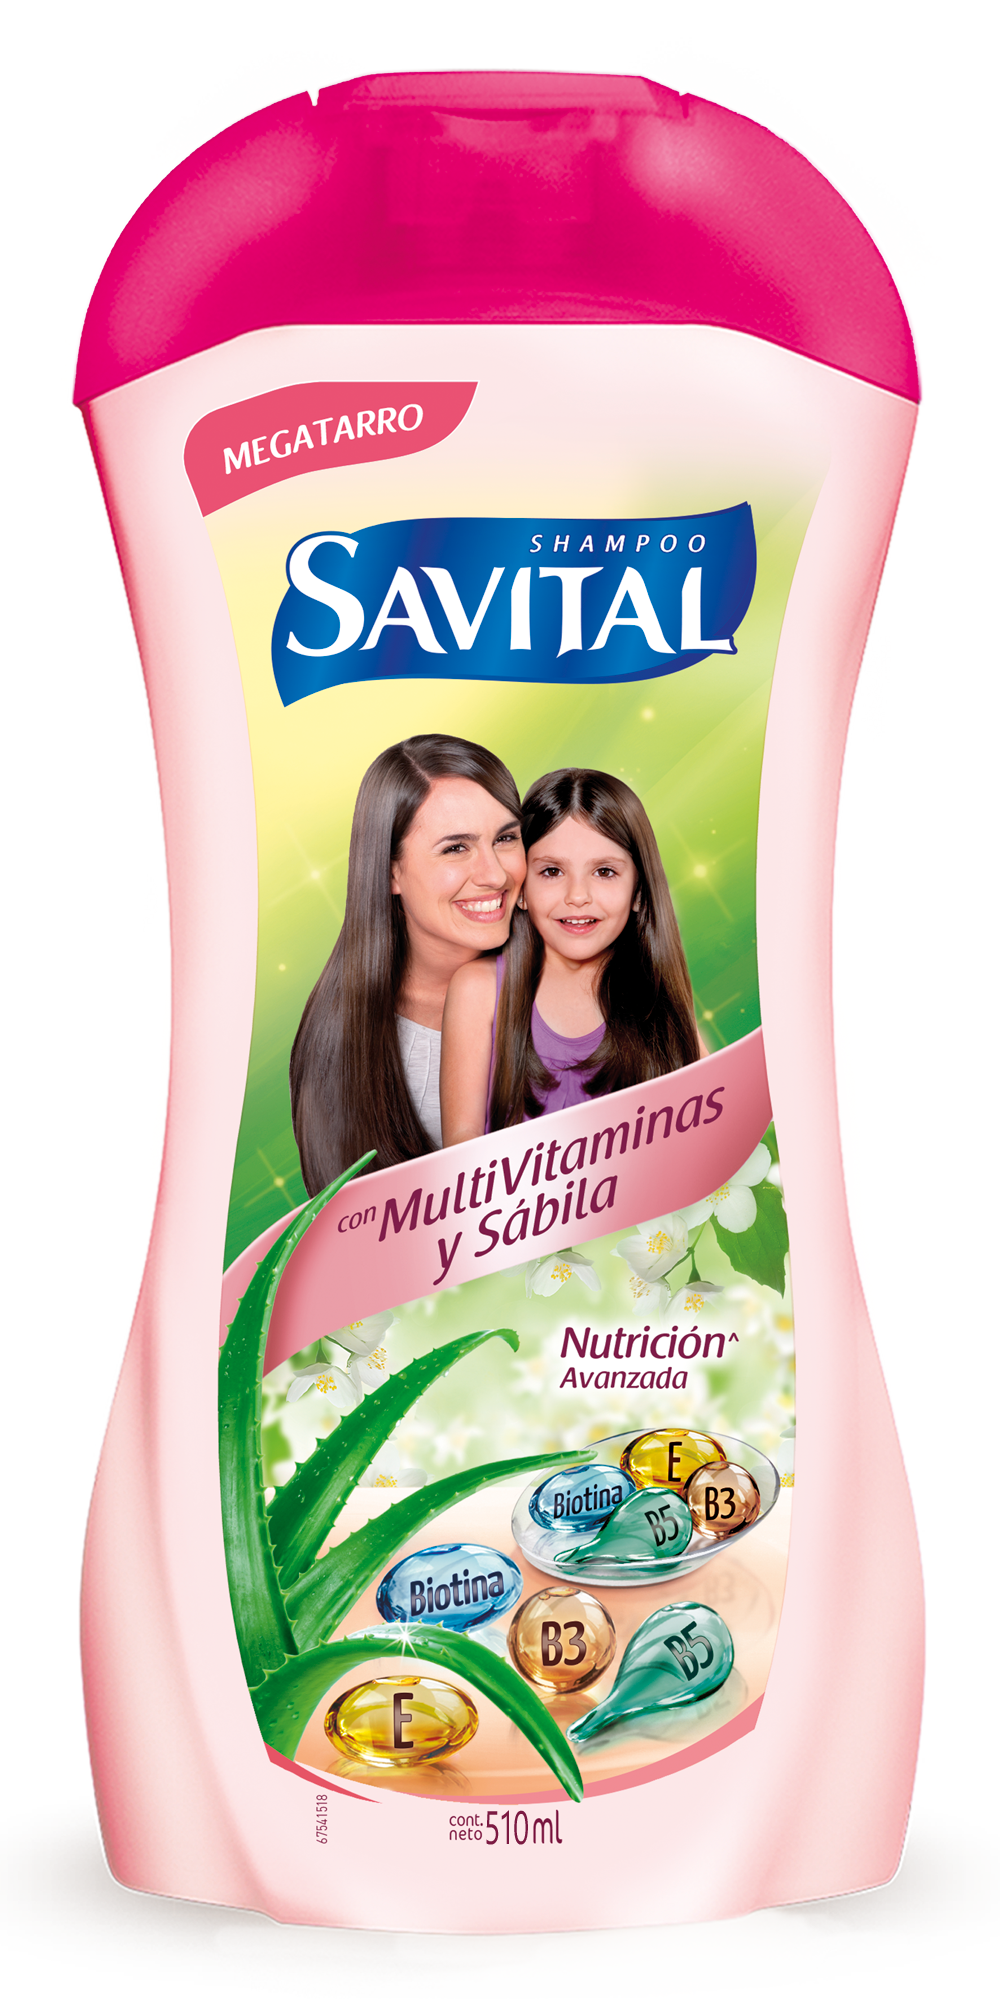 MEGATARRO
SHAMPOO
SAVITAL
con MultiVitaminas
y Sábila
Nutrición^
Avanzada
E
Biotina
B5
B3
Biotina
B3
B5
E
67541518
cont.
neto 510ml